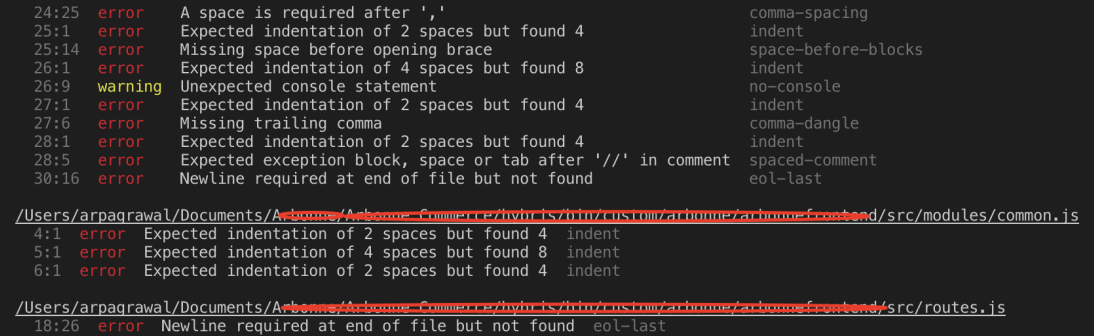 24:25 error A space is required after ',' comma-spacing
25:1 error Expected indentation of 2 spaces but found 4 indent
25:14 error Missing space before opening brace space-before-blocks
26:1 error Expected indentation of 4 spaces but found 8 indent
26:9 warning Unexpected console statement no-console
27:1 error Expected indentation of 2 spaces but found 4 indent
27:6 error Missing trailing comma comma-dangle
28:1 error Expected indentation of 2 spaces but found 4 indent
28:5 error Expected exception block, space or tab after '//' in comment spaced-comment
30:16 error Newline required at end of file but not found eol-last
/Users/arpagrawal/Documents/ d/src/modules/common.js
4:1 error Expected indentation of 2 spaces but found 4 indent
5:1 error Expected indentation of 4 spaces but found 8 indent
6:1 error Expected indentation of 2 spaces but found 4 indent
/Users/arpagrawal/Documents/ /src/routes.js
18:26 error Newline required at end of file but not found eol-last